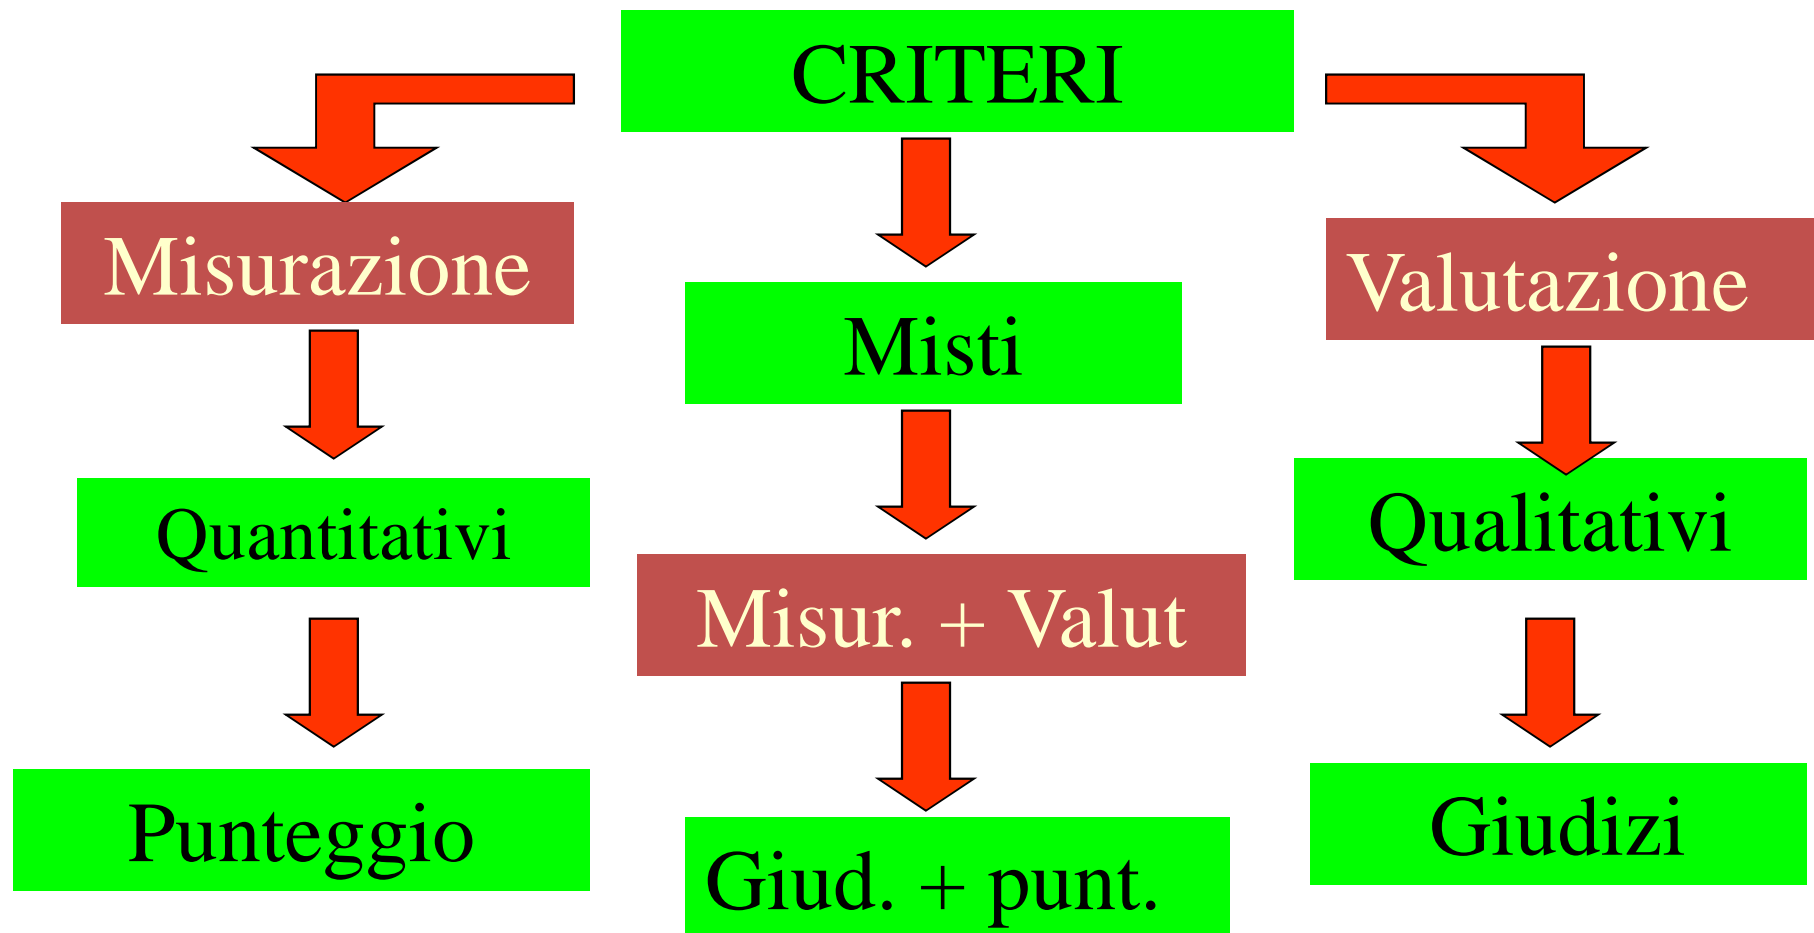 CRITERI
Misurazione
Valutazione
Misti
Quantitativi
Qualitativi
Misur. + Valut
Punteggio
Giudizi
Giud. + punt.